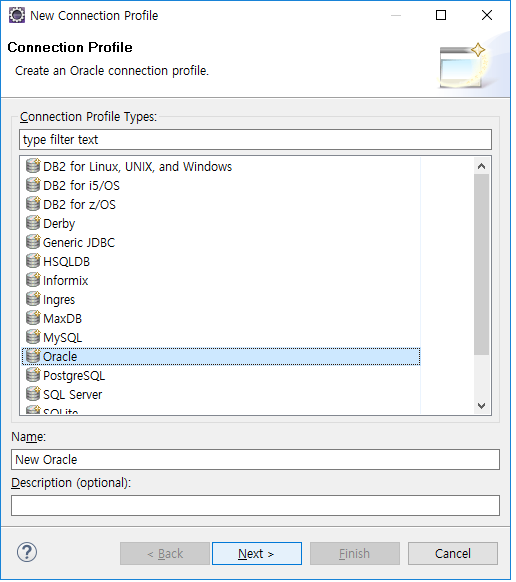 New Connection Profile
Connection Profile
Create an Oracle connection profile.
Connection Profile Types:
type filter text
DB2 for Linux, UNIX, and Windows
DB2 for i5/OS
DB2 for z/OS
Derby
Generic JDBC
HSQLDB
Informix
Ingres
MaxDB
MySQL
Oracle
PostgreSQL
SQL Server
SQLite
Name:
New Oracle
Description (optional):
?
< Back
Next >
Finish
Cancel